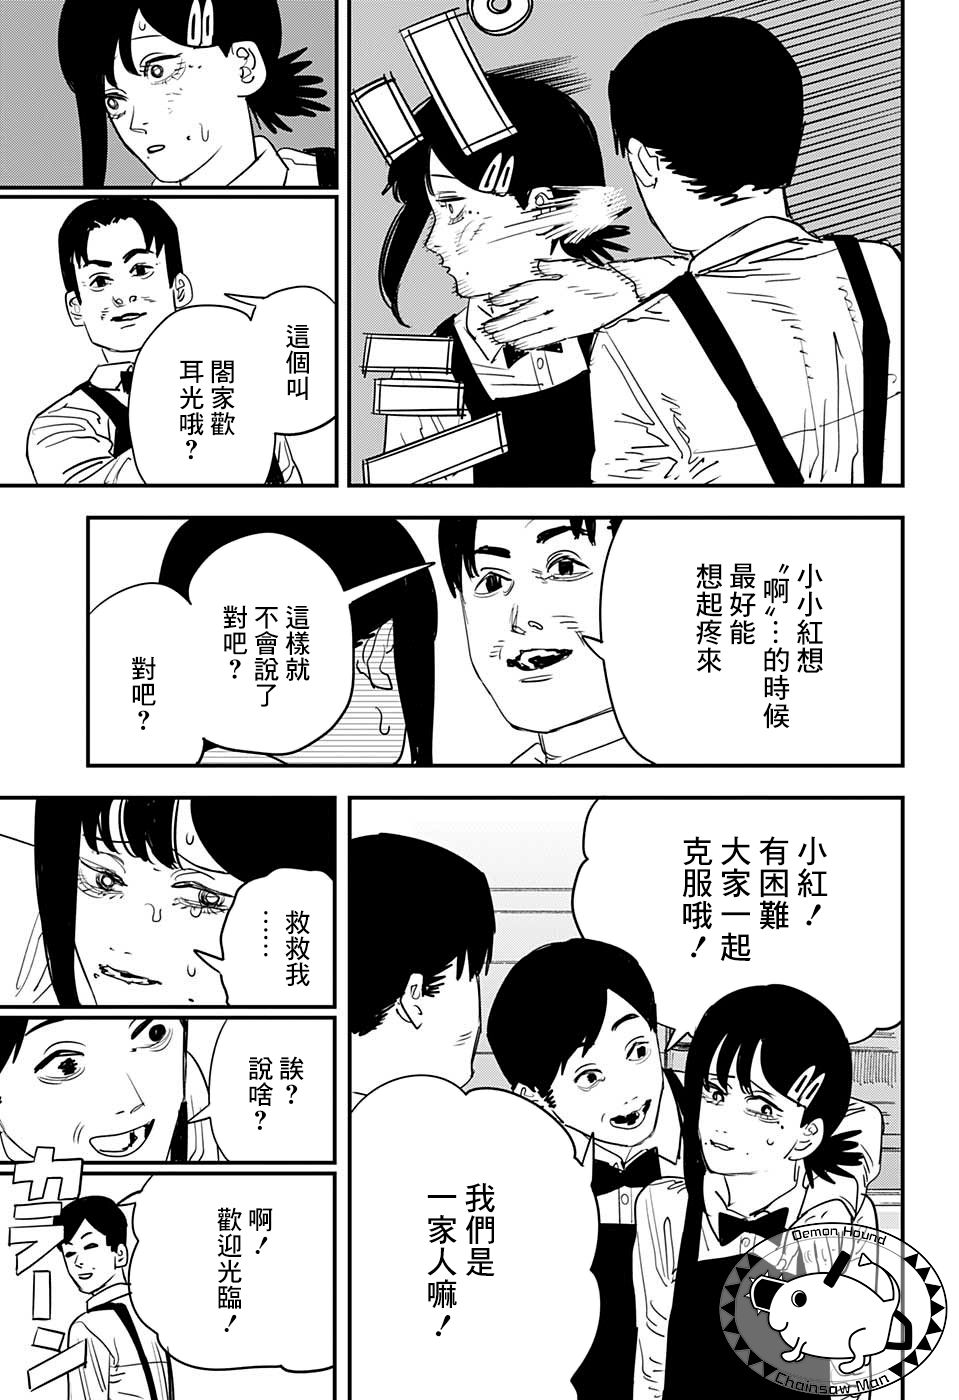 這個叫
閤家歡
耳光哦？
小小紅想
〝啊〞…的時候
最好能
想起疼來
這樣就
不會說了
對吧？
對吧？
小紅！
有困難
大家一起
克服哦！
我們是
一家人嘛！
救救我
……
誒？
說啥？
カラーン
啊！
歡迎光臨！
Demon Hound
Chainsaw Man